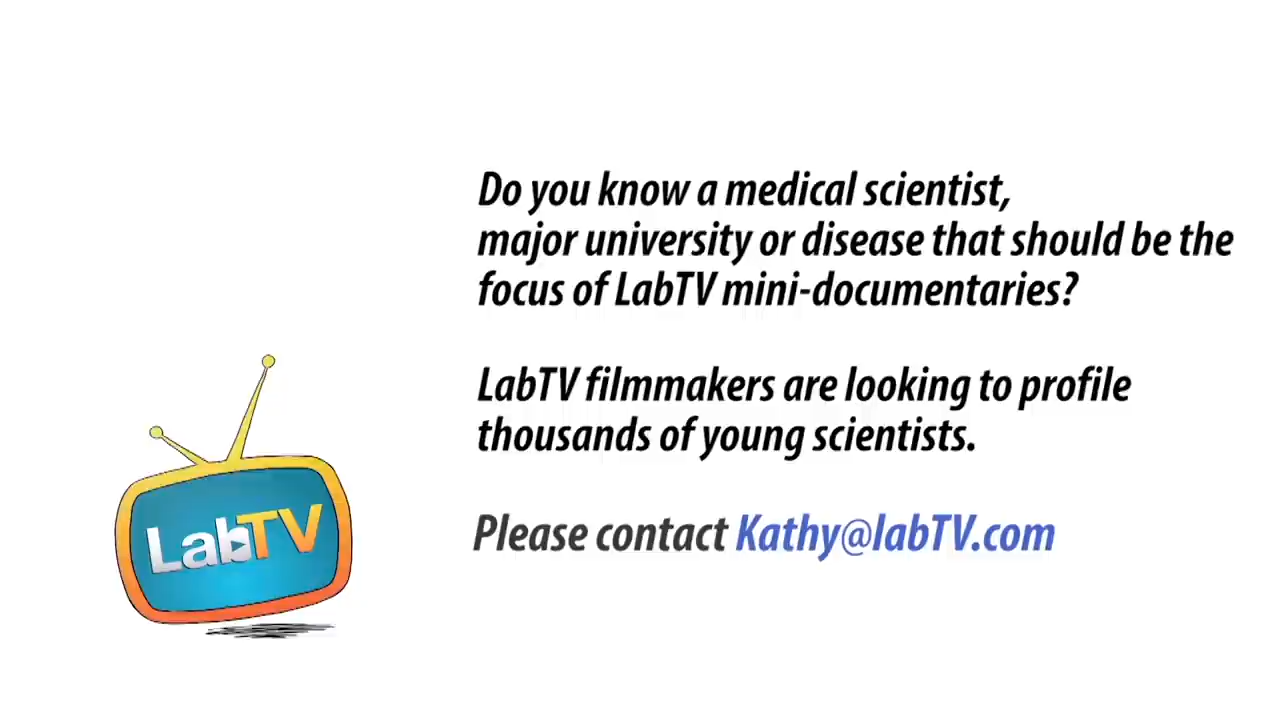 Do you know a medical scientist,
major university or disease that should be the
focus of LabTV mini-documentaries?
LabTV filmmakers are looking to profile
thousands of young scientists.
LabTV
Please contact Kathy@labTV.com